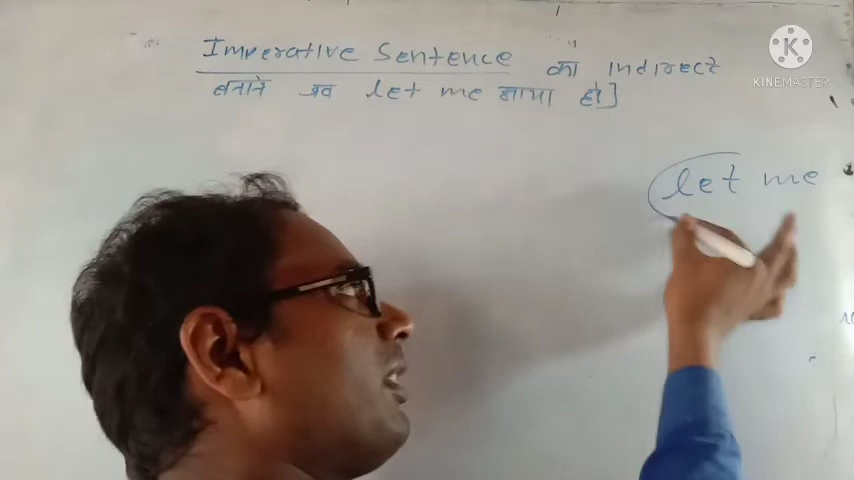 Imperative Sentence का Indirect
बनाने जब let me आया हो]
let me
K
KINEMASTER